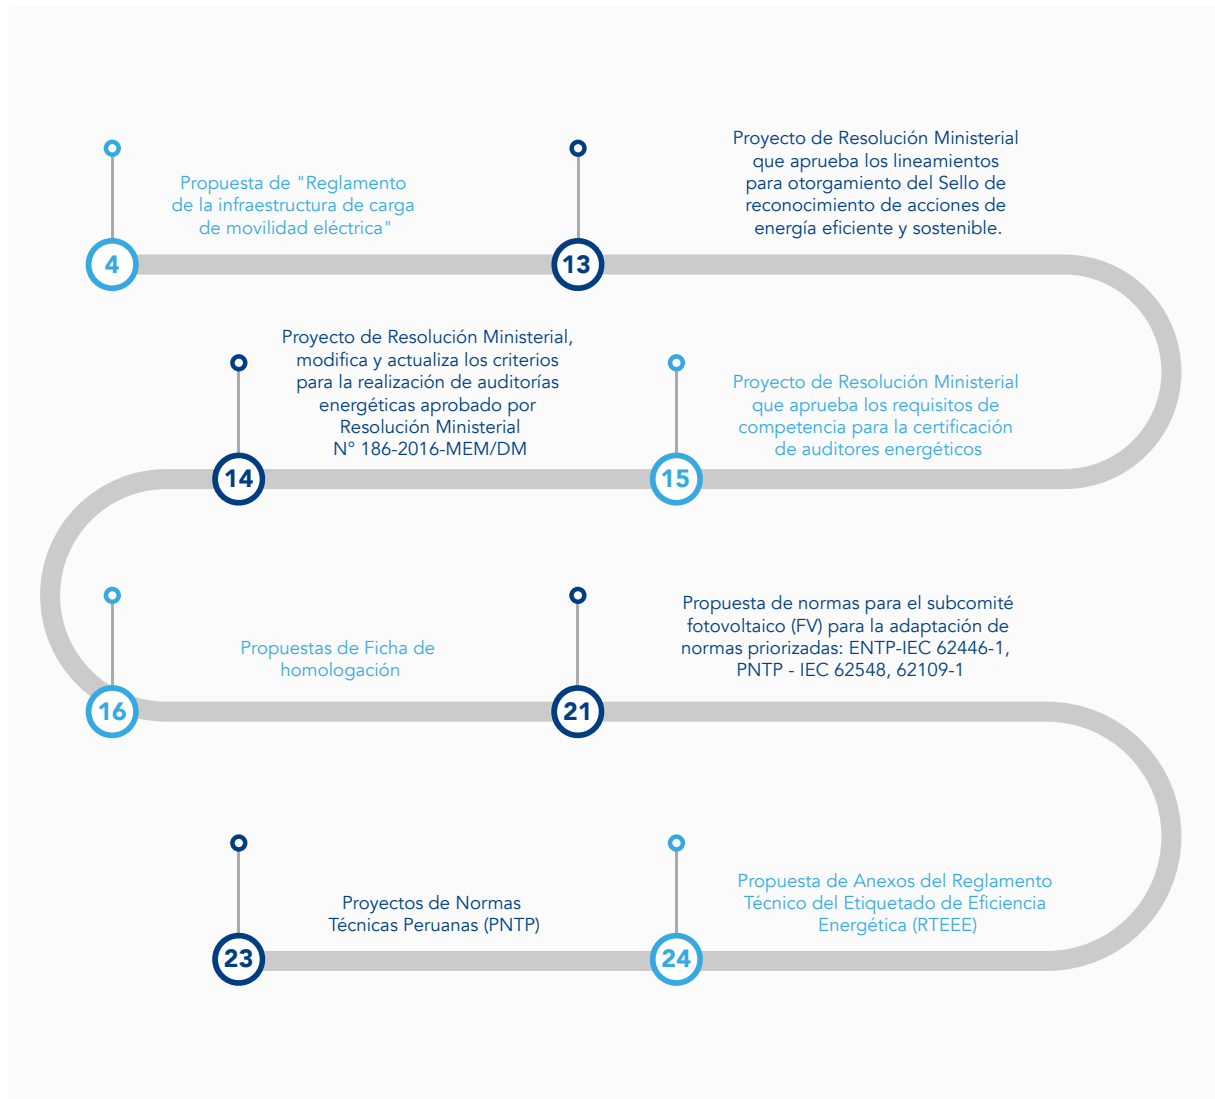 Propuesta de "Reglamento
de la infraestructura de carga
de movilidad eléctrica"
4
Proyecto de Resolución Ministerial
que aprueba los lineamientos
para otorgamiento del Sello de
reconocimiento de acciones de
energía eficiente y sostenible.
13
Proyecto de Resolución Ministerial,
modifica y actualiza los criterios
para la realización de auditorías
energéticas aprobado por
Resolución Ministerial
N° 186-2016-MEM/DM
14
Proyecto de Resolución Ministerial
que aprueba los requisitos de
competencia para la certificación
de auditores energéticos
15
Propuestas de Ficha de
homologación
16
Propuesta de normas para el subcomité
fotovoltaico (FV) para la adaptación de
normas priorizadas: ENTP-IEC 62446-1,
PNTP - IEC 62548, 62109-1
21
Proyectos de Normas
Técnicas Peruanas (PNTP)
23
Propuesta de Anexos del Reglamento
Técnico del Etiquetado de Eficiencia
Energética (RTEEE)
24